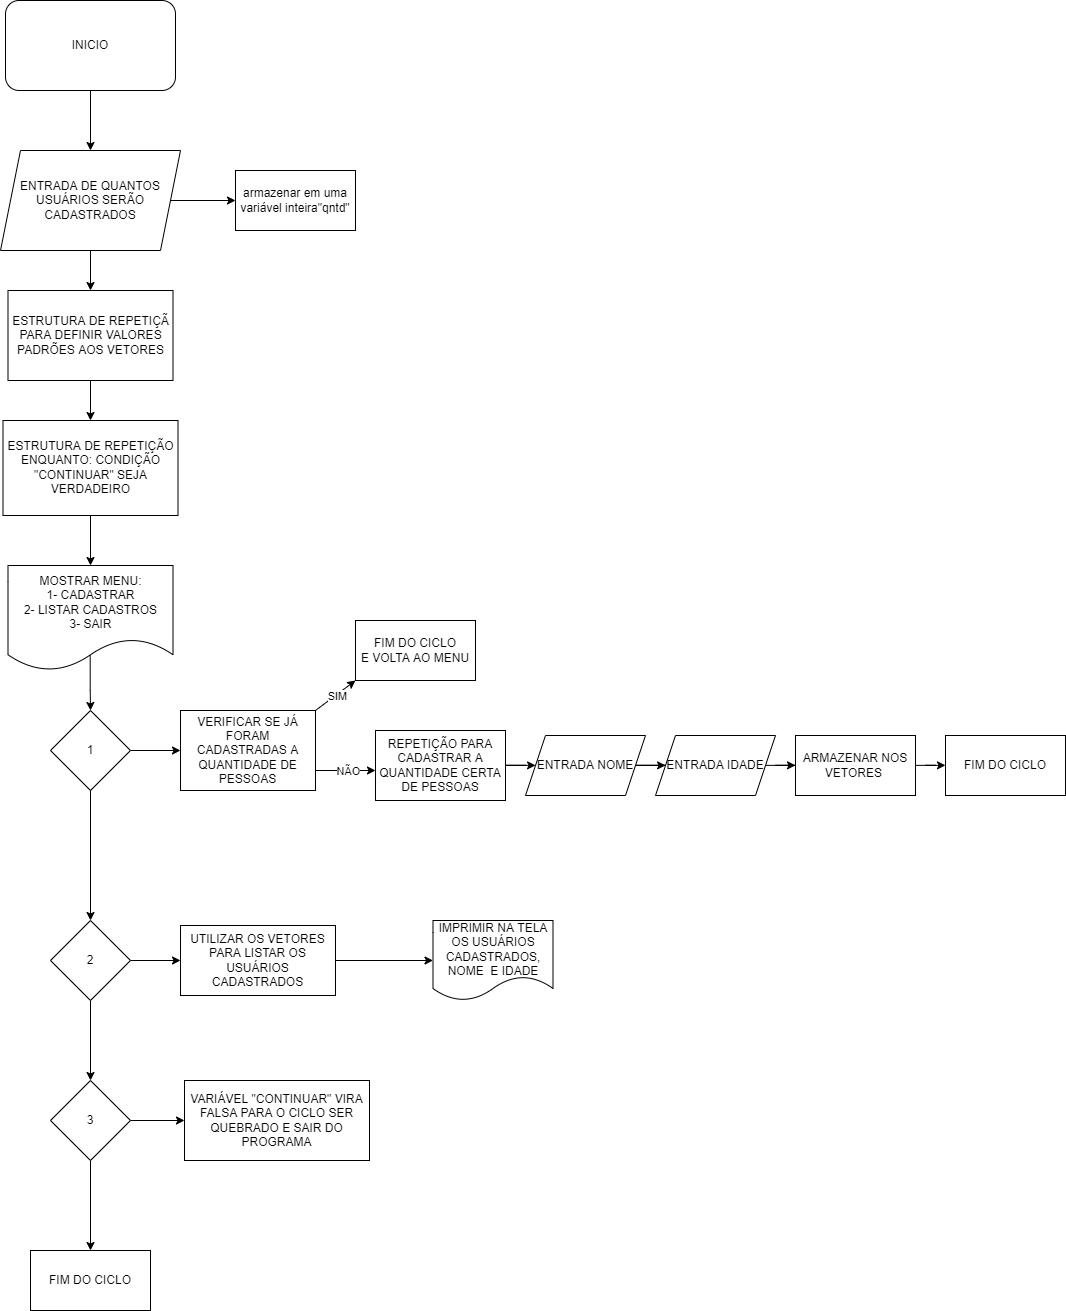 INICIO
ENTRADA DE QUANTOS
USUÁRIOS SERÃO
CADASTRADOS
armazenar em uma
variável inteira"qntd"
ESTRUTURA DE REPETIÇÃ
PARA DEFINIR VALORES
PADRÕES AOS VETORES
ESTRUTURA DE REPETIÇÃO
ENQUANTO: CONDIÇÃO
"CONTINUAR" SEJA
VERDADEIRO
MOSTRAR MENU:
1- CADASTRAR
2- LISTAR CADASTROS
3- SAIR
FIM DO CICLO
E VOLTA AO MENU
SIM
1
VERIFICAR SE JÁ
FORAM
CADASTRADAS A
QUANTIDADE DE
PESSOAS
NÃO
REPETIÇÃO PARA
CADASTRAR A
QUANTIDADE CERTA
DE PESSOAS
ENTRADA NOME
ENTRADA IDADE
ARMAZENAR NOS
VETORES
FIM DO CICLO
2
UTILIZAR OS VETORES
PARA LISTAR OS
USUÁRIOS
CADASTRADOS
IMPRIMIR NA TELA
OS USUÁRIOS
CADASTRADOS,
NOME  E IDADE
3
VARIÁVEL "CONTINUAR" VIRA
FALSA PARA O CICLO SER
QUEBRADO E SAIR DO
PROGRAMA
FIM DO CICLO